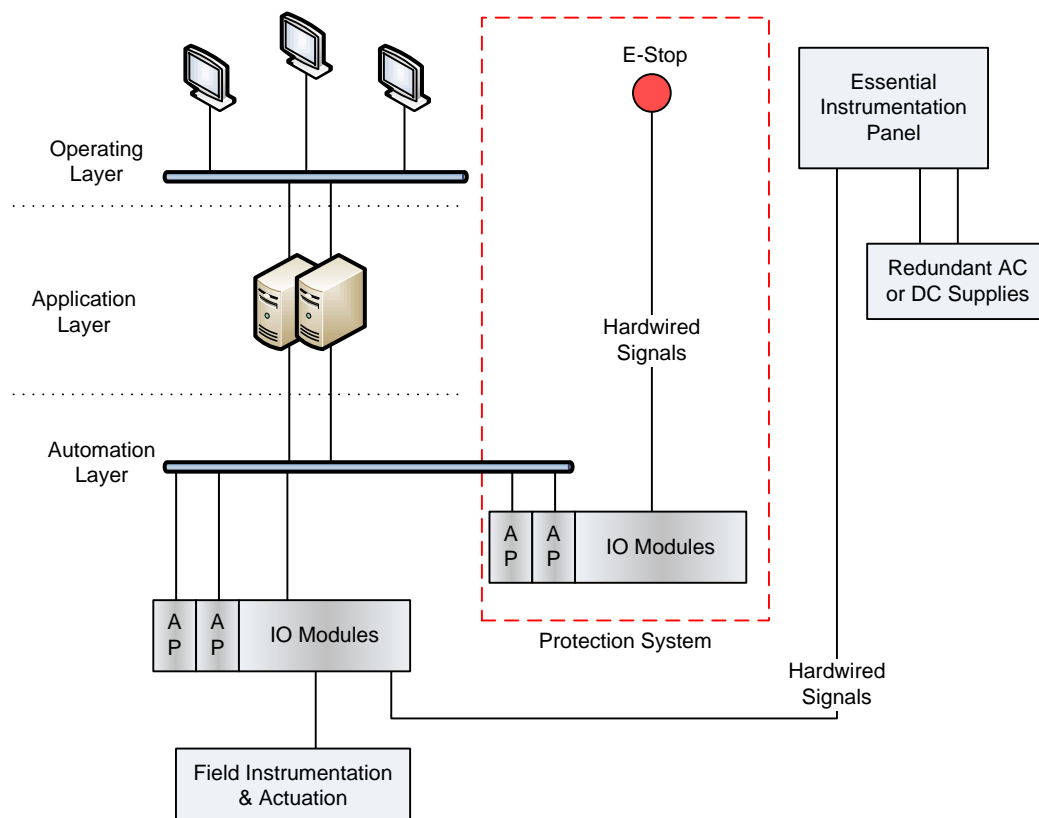 E-Stop
Essential
Instrumentation
Panel
Operating
Layer
Redundant AC
or DC Supplies
Application
Layer
Hardwired
Signals
Automation
Layer
A
P
A
P
IO Modules
A
P
A
P
IO Modules
Protection System
Hardwired
Signals
Field Instrumentation
& Actuation